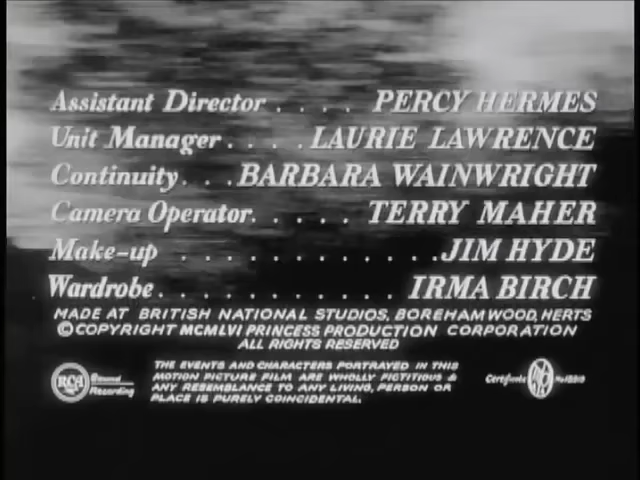 Assistant Director . . . . PERCY HERMES
Unit Manager . . . . LAURIE LAWRENCE
Continuity . . . BARBARA WAINWRIGHT
Camera Operator . . . . . TERRY MAHER
Make-up . . . . . . . . . . . . . JIM HYDE
Wardrobe . . . . . . . . . . . IRMA BIRCH
MADE AT BRITISH NATIONAL STUDIOS, BOREHAMWOOD, HERTS
© COPYRIGHT MCMLVI PRINCESS PRODUCTION CORPORATION
ALL RIGHTS RESERVED
RCA Sound Recording
THE EVENTS AND CHARACTERS PORTRAYED IN THIS
MOTION PICTURE FILM ARE WHOLLY FICTITIOUS &
ANY RESEMBLANCE TO ANY LIVING, PERSON OR
PLACE IS PURELY COINCIDENTAL.
Certificate